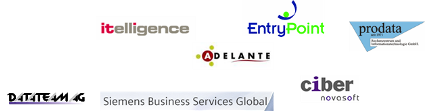 itelligence
EntryPoint
prodata
ADELANTE
DATATEAM AG
Siemens Business Services Global
ciber
novasoft